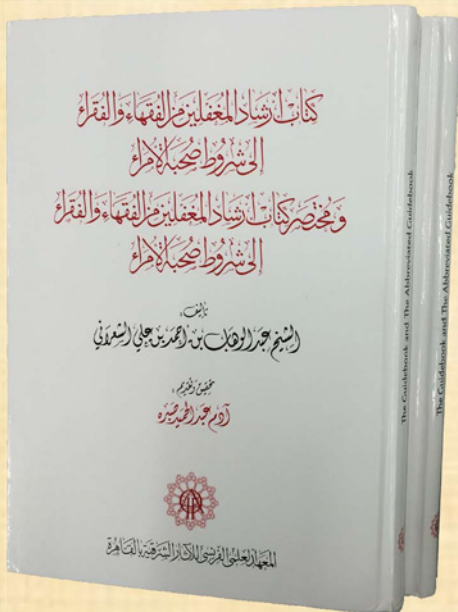 كتاب إرشاد المغفلين من الفقهاء والفقراء
إلى شروط صحبة الأمراء
ومختصر كتاب إرشاد المغفلين من الفقهاء والفقراء
إلى شروط صحبة الأمراء
تأليف:
الشيخ عبد الوهاب بن أحمد بن علي الشعراني
تحقيق وتقديم:
آدم عبد الحميد صبره
المعهد العلمي الفرنسي للآثار الشرقية بالقاهرة
The Guidebook and The Abbreviated Guidebook
The Guidebook and The Abbreviated Guidebook